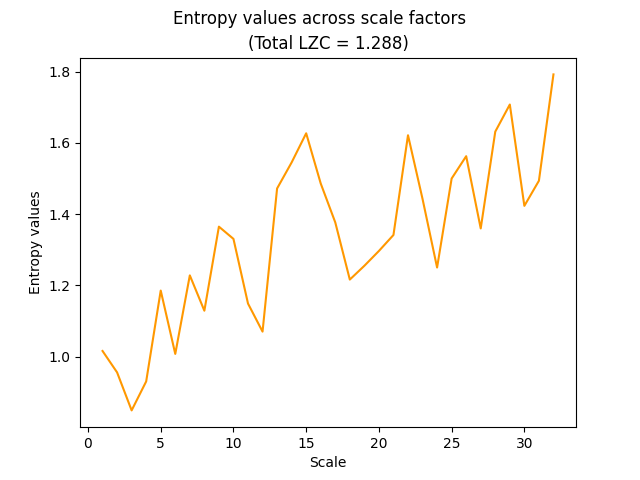 Entropy values across scale factors
(Total LZC = 1.288)
1.8
1.6
1.4
1.2
1.0
Entropy values
0 5 10 15 20 25 30
Scale